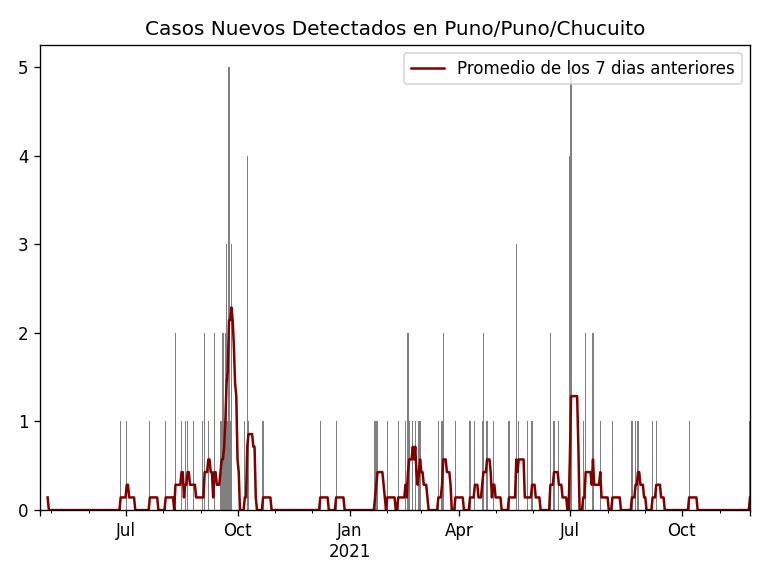 Casos Nuevos Detectados en Puno/Puno/Chucuito
Promedio de los 7 dias anteriores
5
4
3
2
1
0
Jul Oct Jan Apr Jul Oct
2021